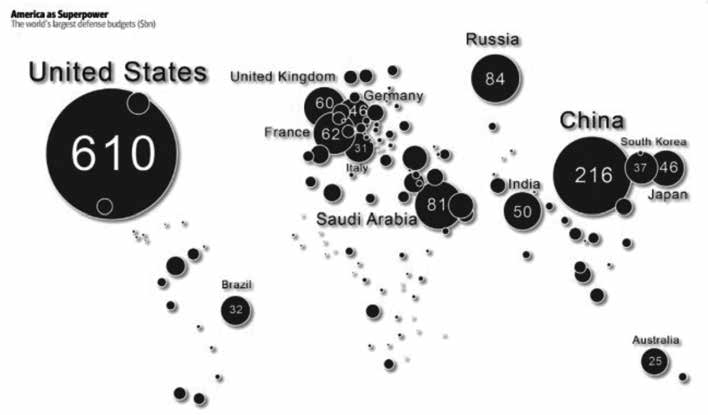 America as Superpower
The world's largest defense budgets ($bn)
United States
610
United Kingdom
60
Germany
46
France
62
31
Italy
Russia
84
China
216
South Korea
37
46
Japan
India
50
Saudi Arabia
81
Brazil
32
Australia
25